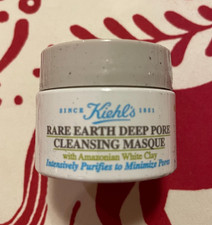 SINCE Kiehl's 1851
RARE EARTH DEEP PORE
CLEANSING MASQUE
with Amazonian White Clay
Intensively Purifies to Minimize Pores